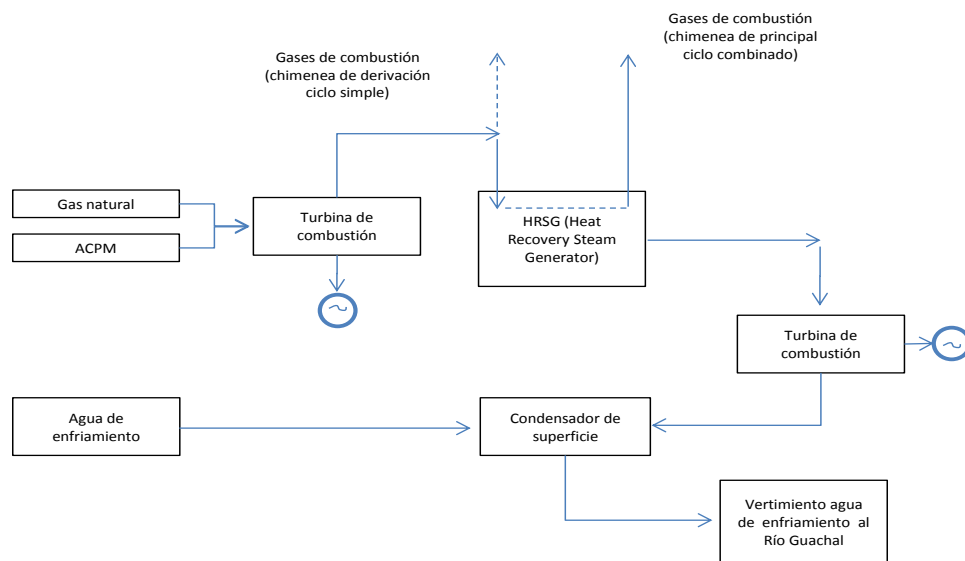 Gases de combustión
(chimenea de derivación
ciclo simple)
Gases de combustión
(chimenea de principal
ciclo combinado)
Gas natural
ACPM
Turbina de
combustión
HRSG (Heat
Recovery Steam
Generator)
Turbina de
combustión
Agua de
enfriamiento
Condensador de
superficie
Vertimiento agua
de enfriamiento al
Río Guachal